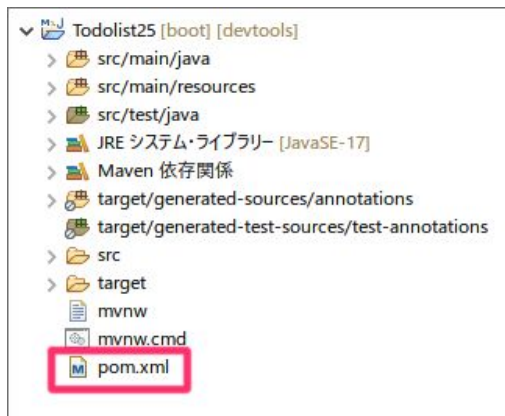 Todolist25 [boot] [devtools]
src/main/java
src/main/resources
src/test/java
JRE システム・ライブラリー [JavaSE-17]
Maven 依存関係
target/generated-sources/annotations
target/generated-test-sources/test-annotations
src
target
mvnw
mvnw.cmd
pom.xml